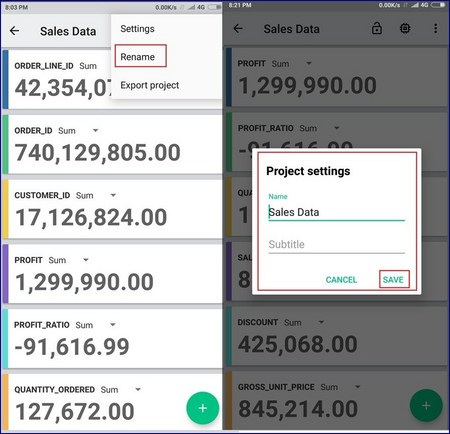 8:03 PM 0.00K/s 4G
Sales Data
Settings
Rename
Export project
ORDER_LINE_ID Sum
42,354,07
ORDER_ID Sum
740,129,805.00
CUSTOMER_ID Sum
17,126,824.00
PROFIT Sum
1,299,990.00
PROFIT_RATIO Sum
-91,616.99
QUANTITY_ORDERED Sum
127,672.00
+
8:21 PM 0.00K/s 4G
Sales Data
PROFIT Sum
1,299,990.00
PROFIT_RATIO Sum
-91,616.99
Project settings
Name
Sales Data
Subtitle
CANCEL SAVE
QUA
1
SAL
8
DISCOUNT Sum
425,068.00
GROSS_UNIT_PRICE Sum
845,214.00
+